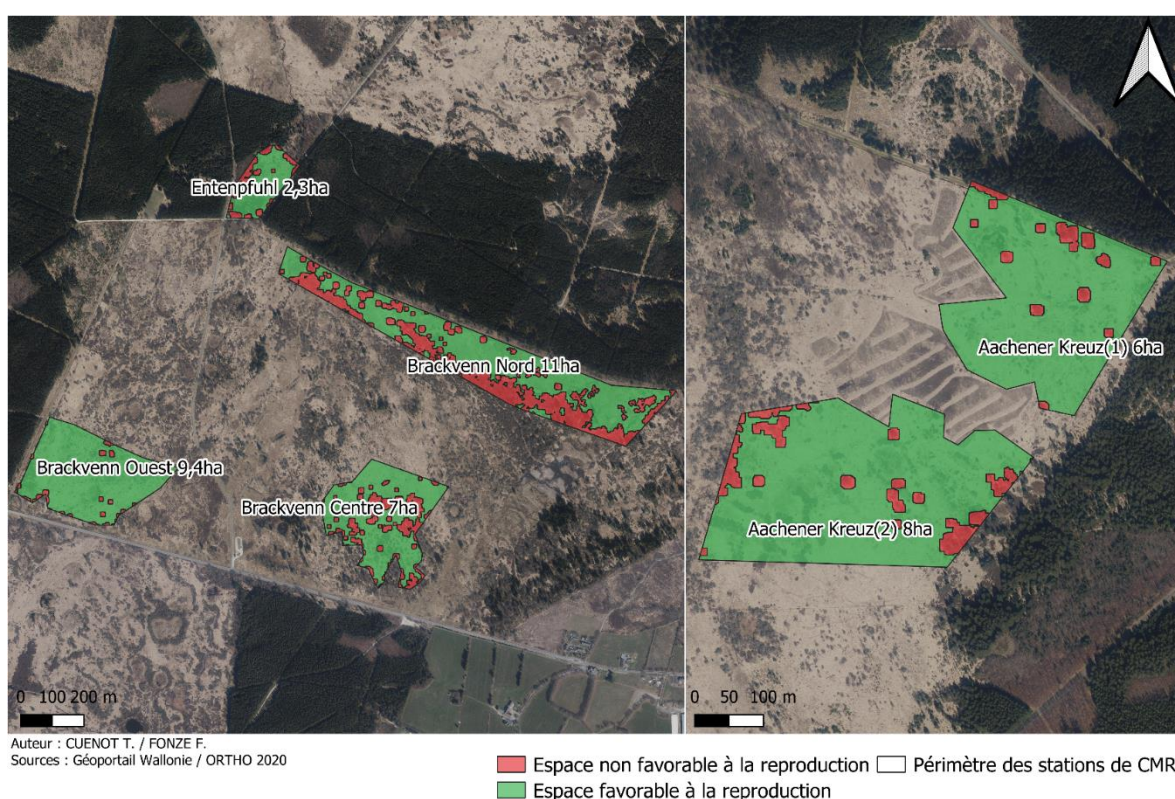 Entenpfuhl 2,3ha
Brackvenn Nord 11ha
Brackvenn Ouest 9,4ha
Brackvenn Centre 7ha
0 100 200 m
Aachener Kreuz(1) 6ha
Aachener Kreuz(2) 8ha
0 50 100 m
Auteur : CUENOT T. / FONZE F.
Sources : Géoportail Wallonie / ORTHO 2020
Espace non favorable à la reproduction
Périmètre des stations de CMR
Espace favorable à la reproduction